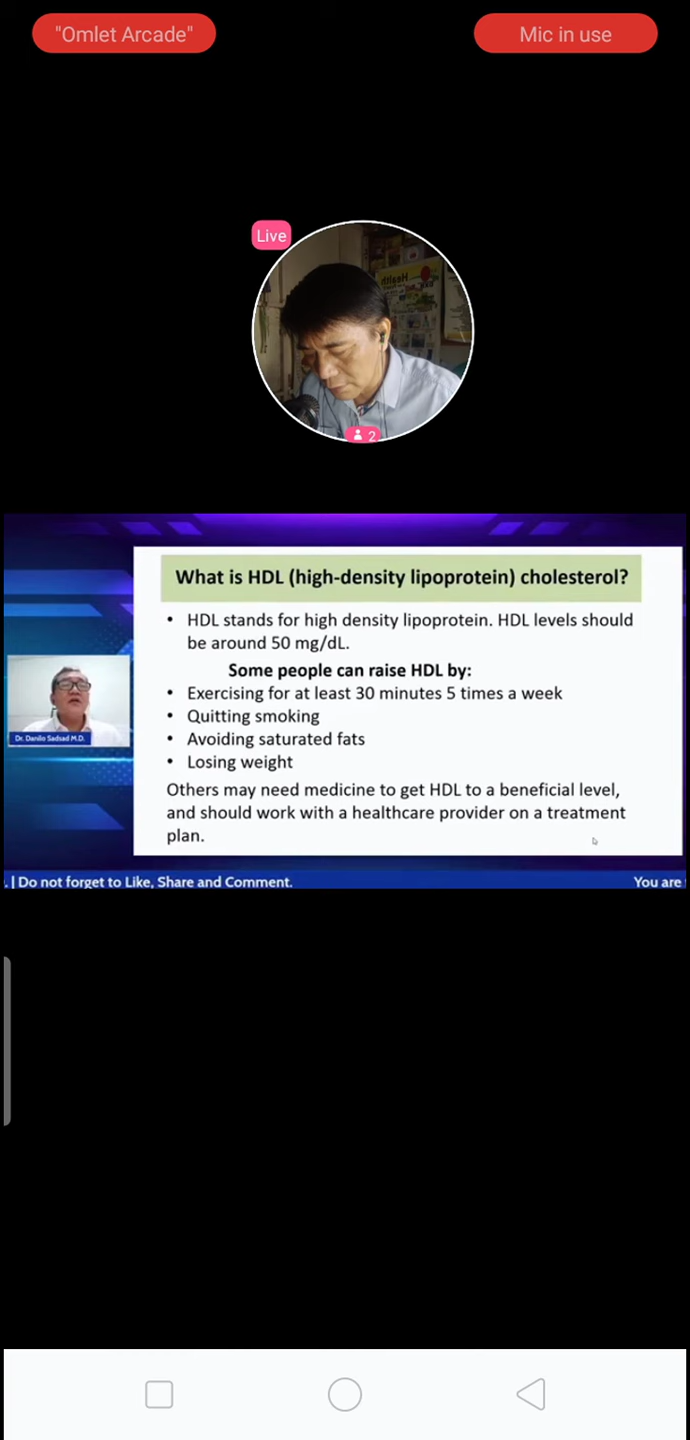 "Omlet Arcade"
Mic in use
Live
Health
2
What is HDL (high-density lipoprotein) cholesterol?
• HDL stands for high density lipoprotein. HDL levels should
be around 50 mg/dL.
Some people can raise HDL by:
• Exercising for at least 30 minutes 5 times a week
• Quitting smoking
• Avoiding saturated fats
• Losing weight
Others may need medicine to get HDL to a beneficial level,
and should work with a healthcare provider on a treatment
plan.
Dr. Danilo Sadsad M.D.
. | Do not forget to Like, Share and Comment.
You are